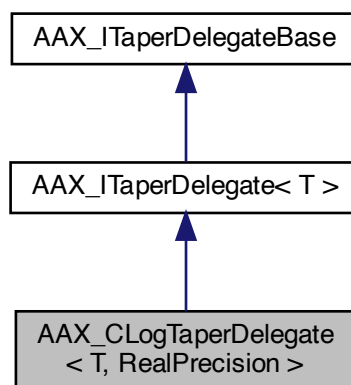 AAX_ITaperDelegateBase
AAX_ITaperDelegate< T >
AAX_CLogTaperDelegate
< T, RealPrecision >